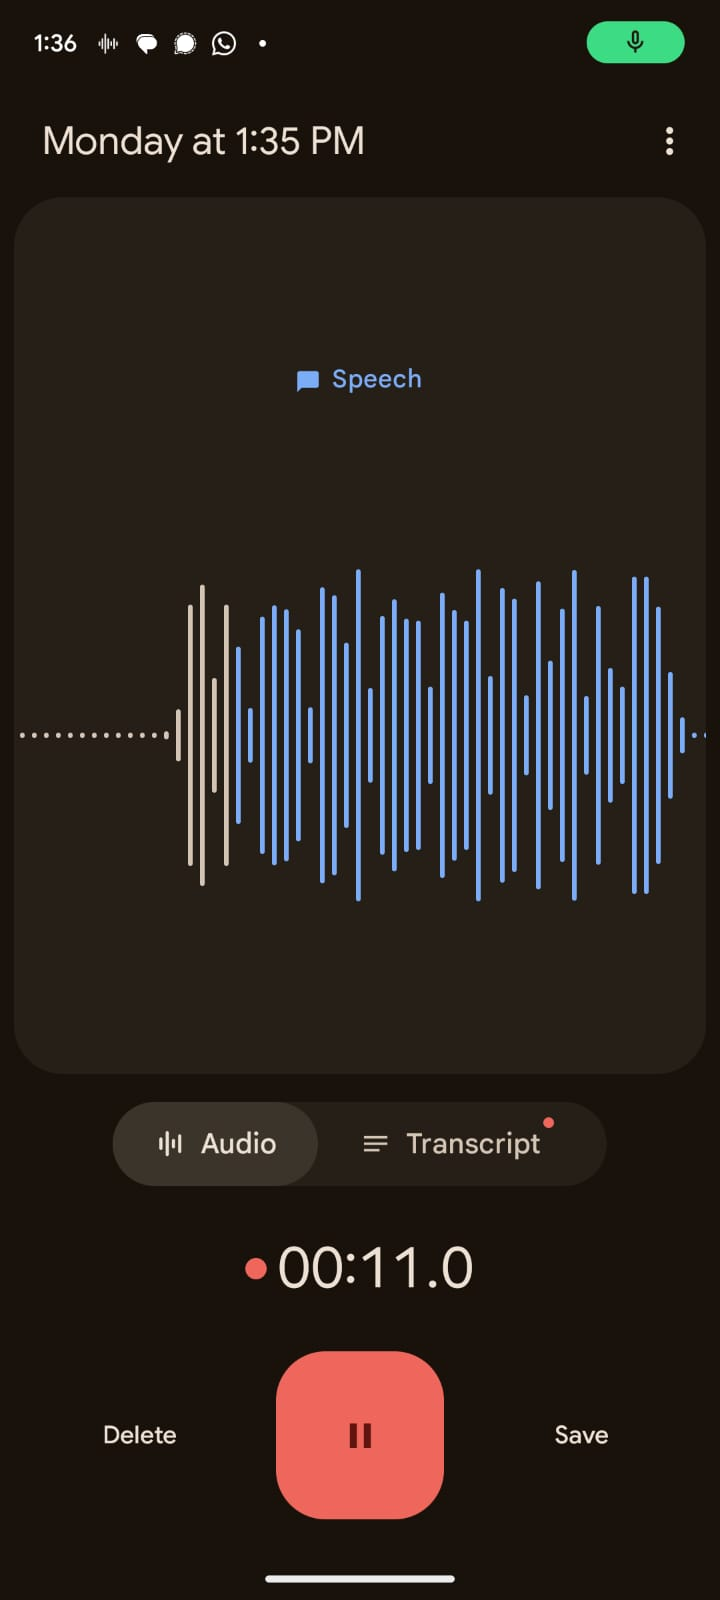 1:36
Monday at 1:35 PM
Speech
Audio
Transcript
00:11.0
Delete
Save